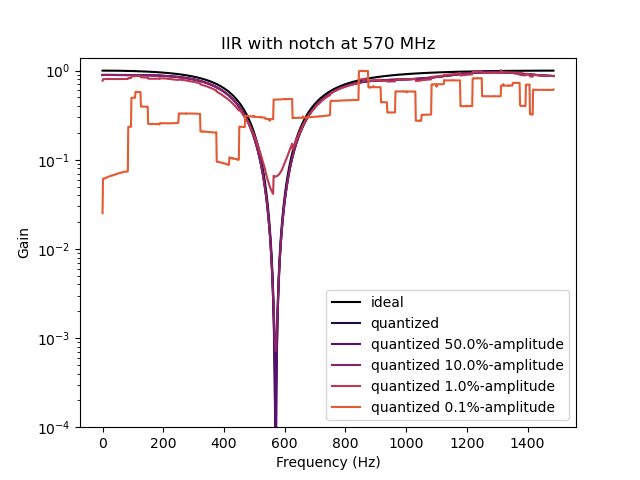 IIR with notch at 570 MHz
10^0
10^-1
10^-2
10^-3
10^-4
Gain
ideal
quantized
quantized 50.0%-amplitude
quantized 10.0%-amplitude
quantized 1.0%-amplitude
quantized 0.1%-amplitude
0 200 400 600 800 1000 1200 1400
Frequency (Hz)